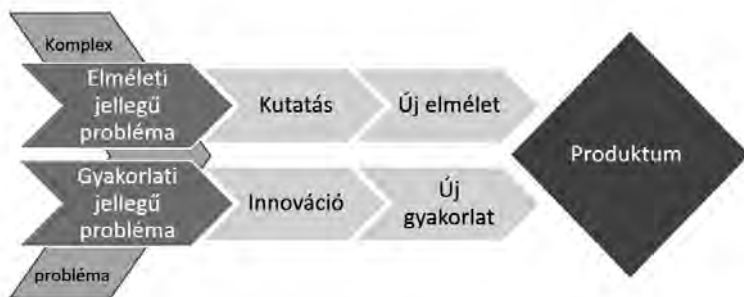 Komplex
Elméleti
jellegű
probléma
Kutatás
Új elmélet
Gyakorlati
jellegű
probléma
Innováció
Új
gyakorlat
Produktum
probléma